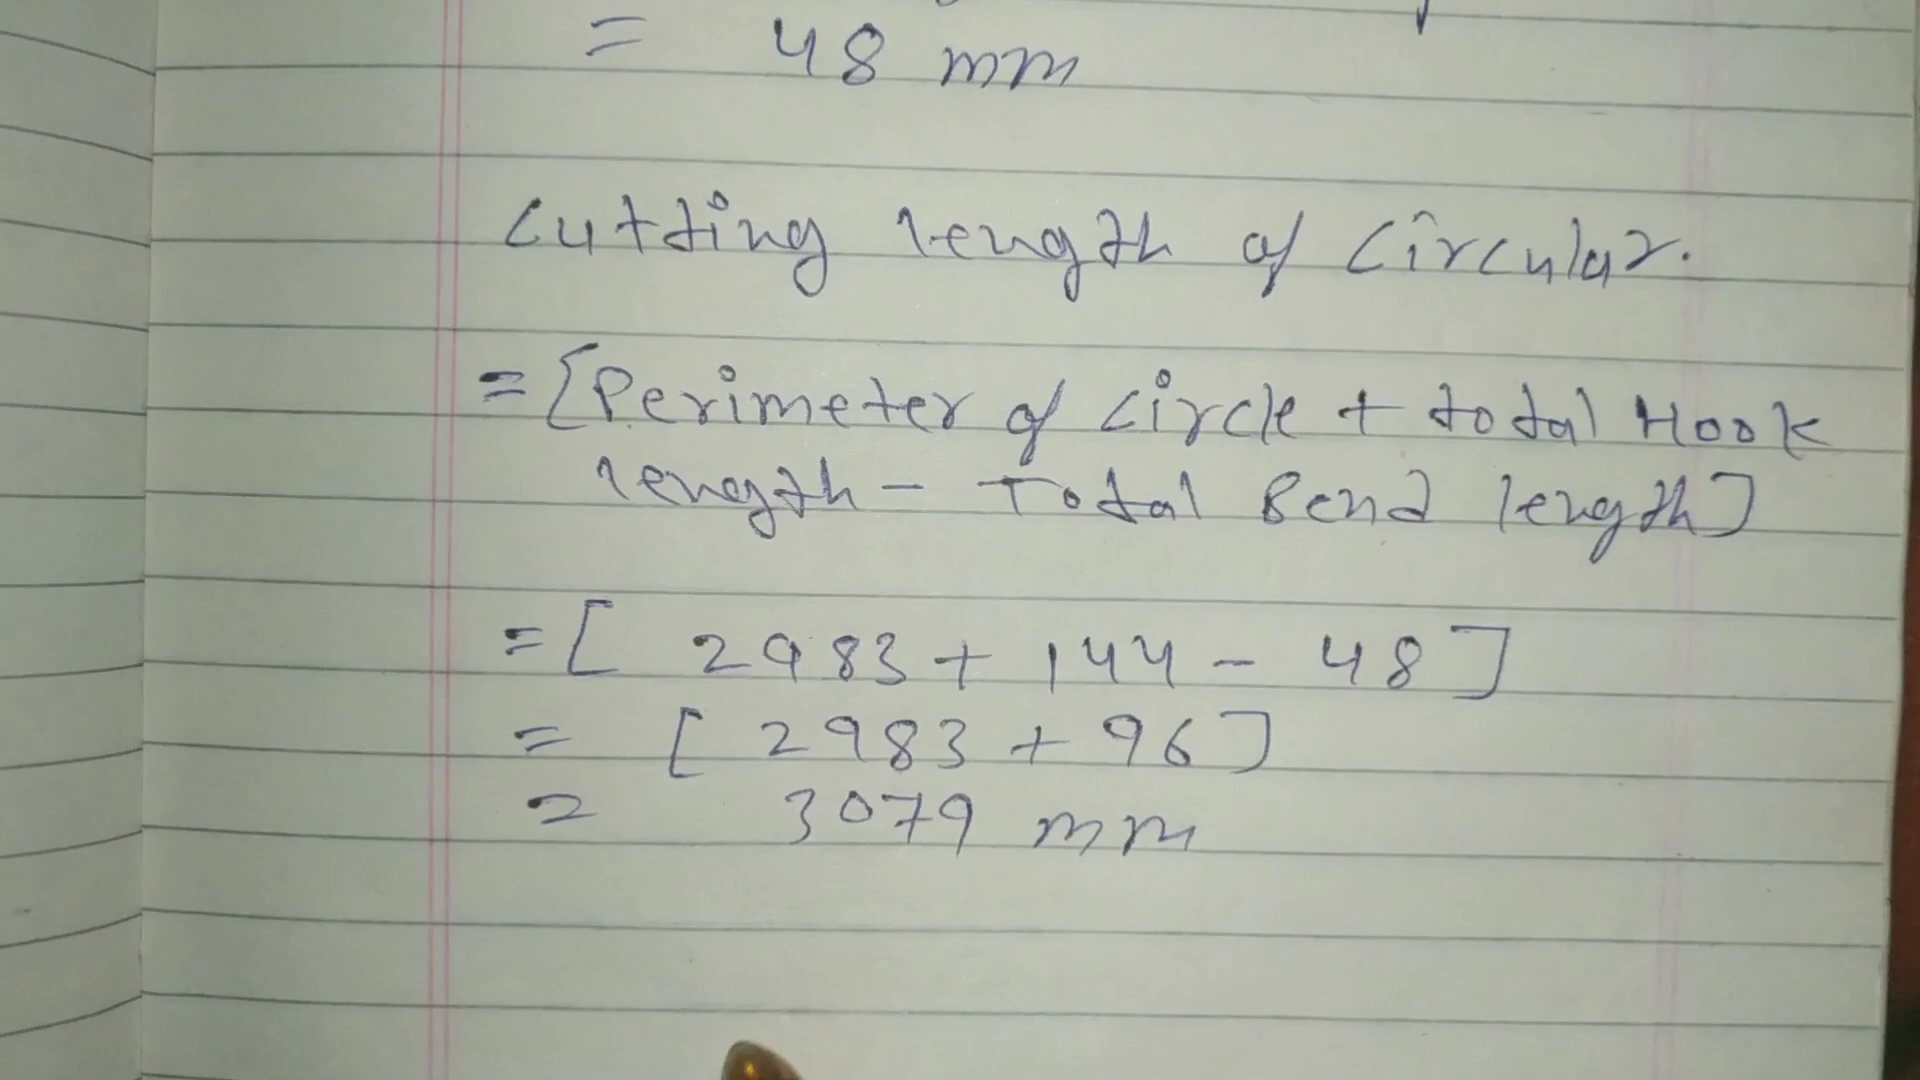 = 48 mm
Cutting length of Circular.
= [Perimeter of circle + total Hook
length - Total Bend length]
= [ 2983 + 144 - 48 ]
= [ 2983 + 96 ]
= 3079 mm